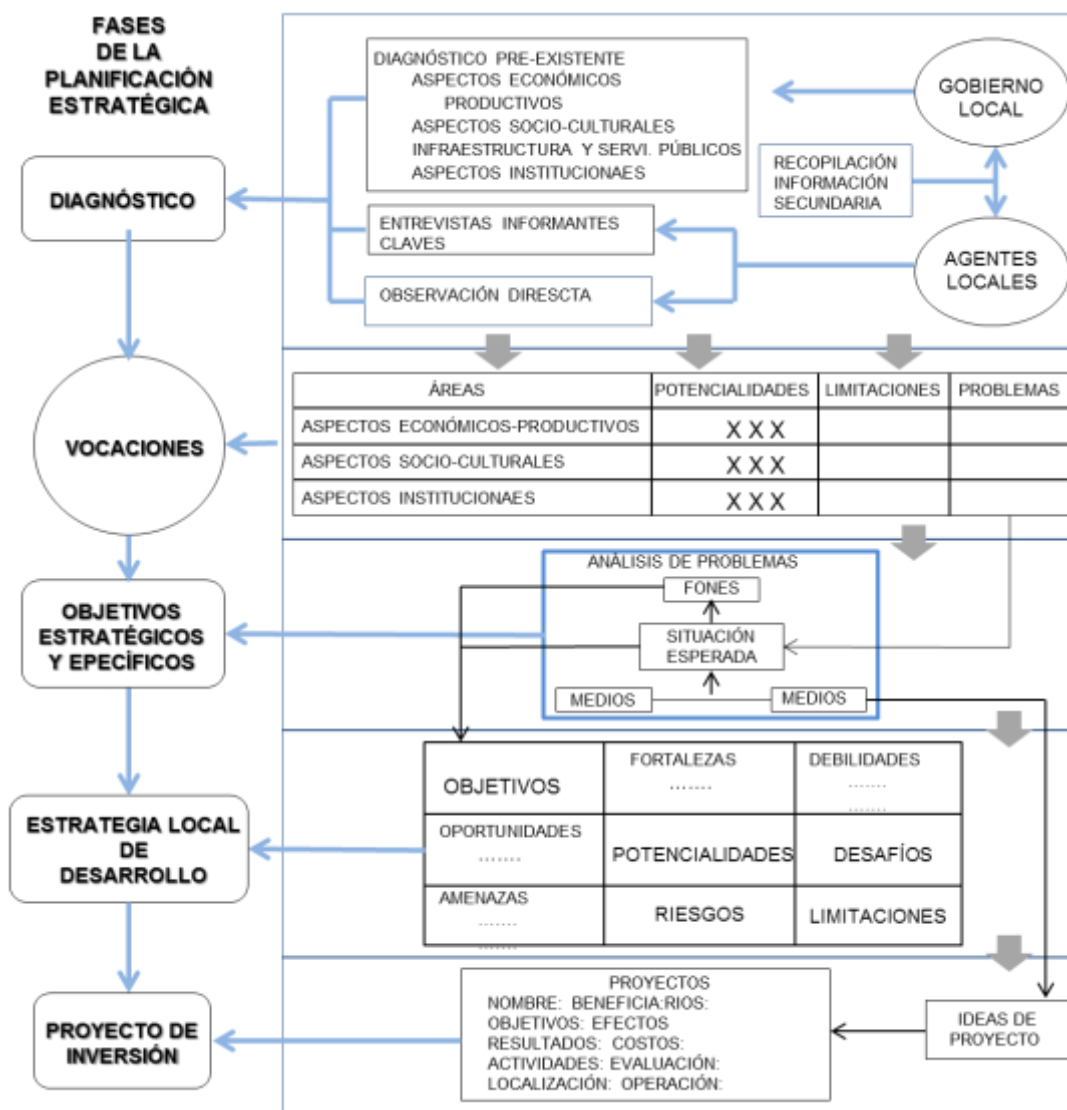 FASES
DE LA
PLANIFICACIÓN
ESTRATÉGICA
DIAGNÓSTICO
VOCACIONES
OBJETIVOS
ESTRATÉGICOS
Y EPECÍFICOS
ESTRATEGIA LOCAL
DE
DESARROLLO
PROYECTO DE
INVERSIÓN
DIAGNÓSTICO PRE-EXISTENTE
ASPECTOS ECONÓMICOS
PRODUCTIVOS
ASPECTOS SOCIO-CULTURALES
INFRAESTRUCTURA Y SERVI. PÚBLICOS
ASPECTOS INSTITUCIONAES
ENTREVISTAS INFORMANTES
CLAVES
OBSERVACIÓN DIRESCTA
GOBIERNO
LOCAL
RECOPILACIÓN
INFORMACIÓN
SECUNDARIA
AGENTES
LOCALES
ÁREAS POTENCIALIDADES LIMITACIONES PROBLEMAS
ASPECTOS ECONÓMICOS-PRODUCTIVOS X X X
ASPECTOS SOCIO-CULTURALES X X X
ASPECTOS INSTITUCIONAES X X X
ANÁLISIS DE PROBLEMAS
FONES
SITUACIÓN
ESPERADA
MEDIOS MEDIOS
OBJETIVOS
FORTALEZAS
.......
DEBILIDADES
.......
.......
OPORTUNIDADES
.......
POTENCIALIDADES
DESAFÍOS
AMENAZAS
.......
.......
RIESGOS
LIMITACIONES
PROYECTOS
NOMBRE: BENEFICIA:RIOS:
OBJETIVOS: EFECTOS
RESULTADOS: COSTOS:
ACTIVIDADES: EVALUACIÓN:
LOCALIZACIÓN: OPERACIÓN:
IDEAS DE
PROYECTO